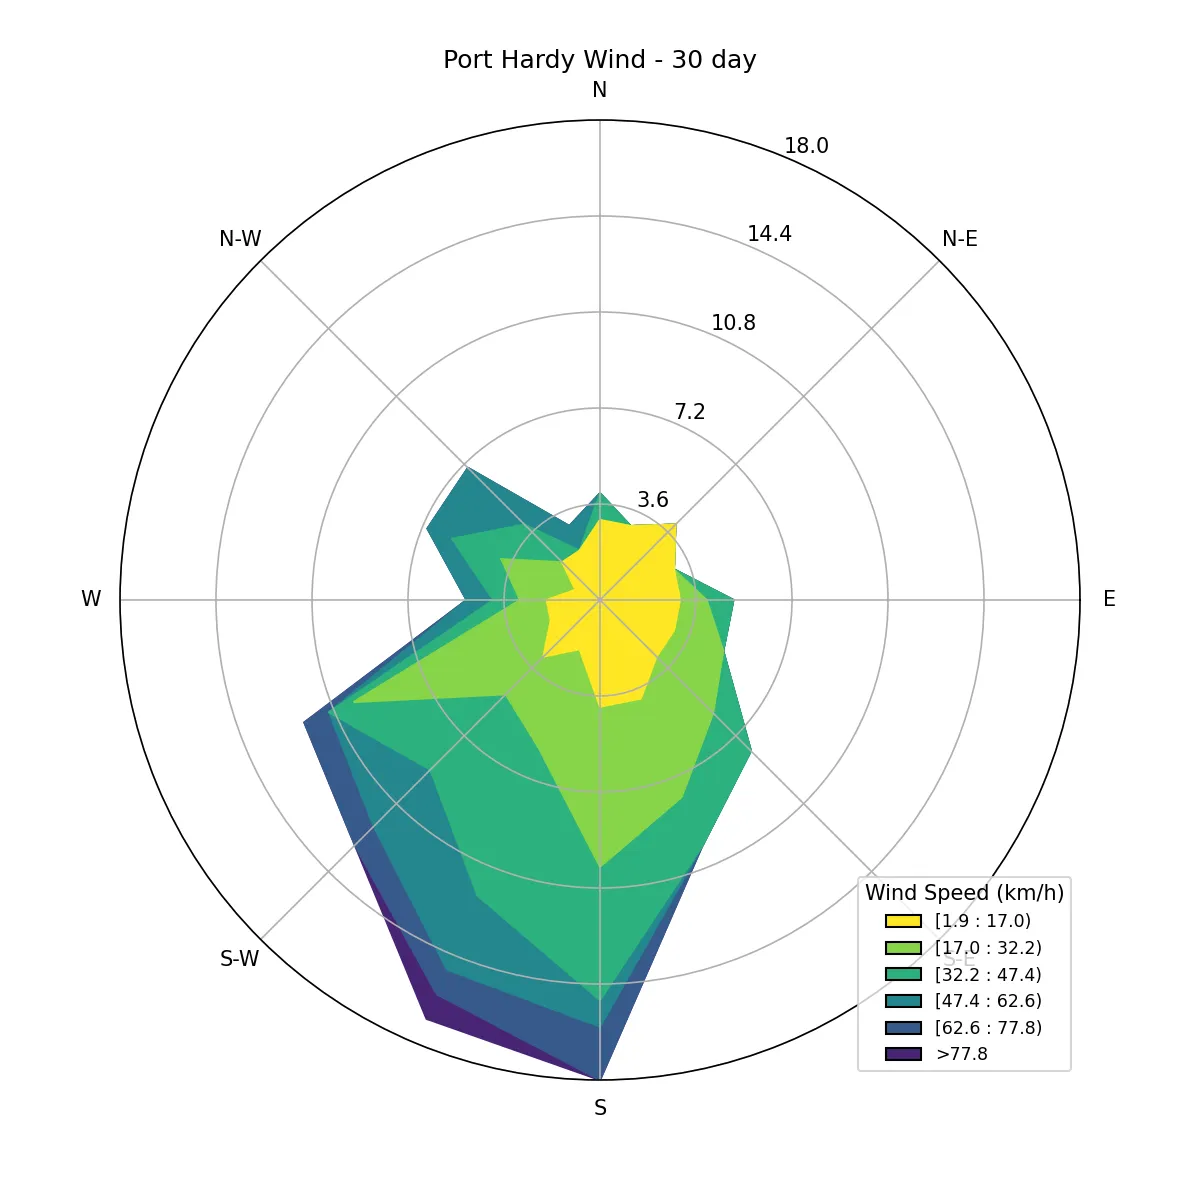 Port Hardy Wind - 30 day
N
18.0
N-W
14.4
N-E
10.8
7.2
3.6
W
E
Wind Speed (km/h)
[1.9 : 17.0)
[17.0 : 32.2)
S-W
S-E
[32.2 : 47.4)
[47.4 : 62.6)
[62.6 : 77.8)
>77.8
S